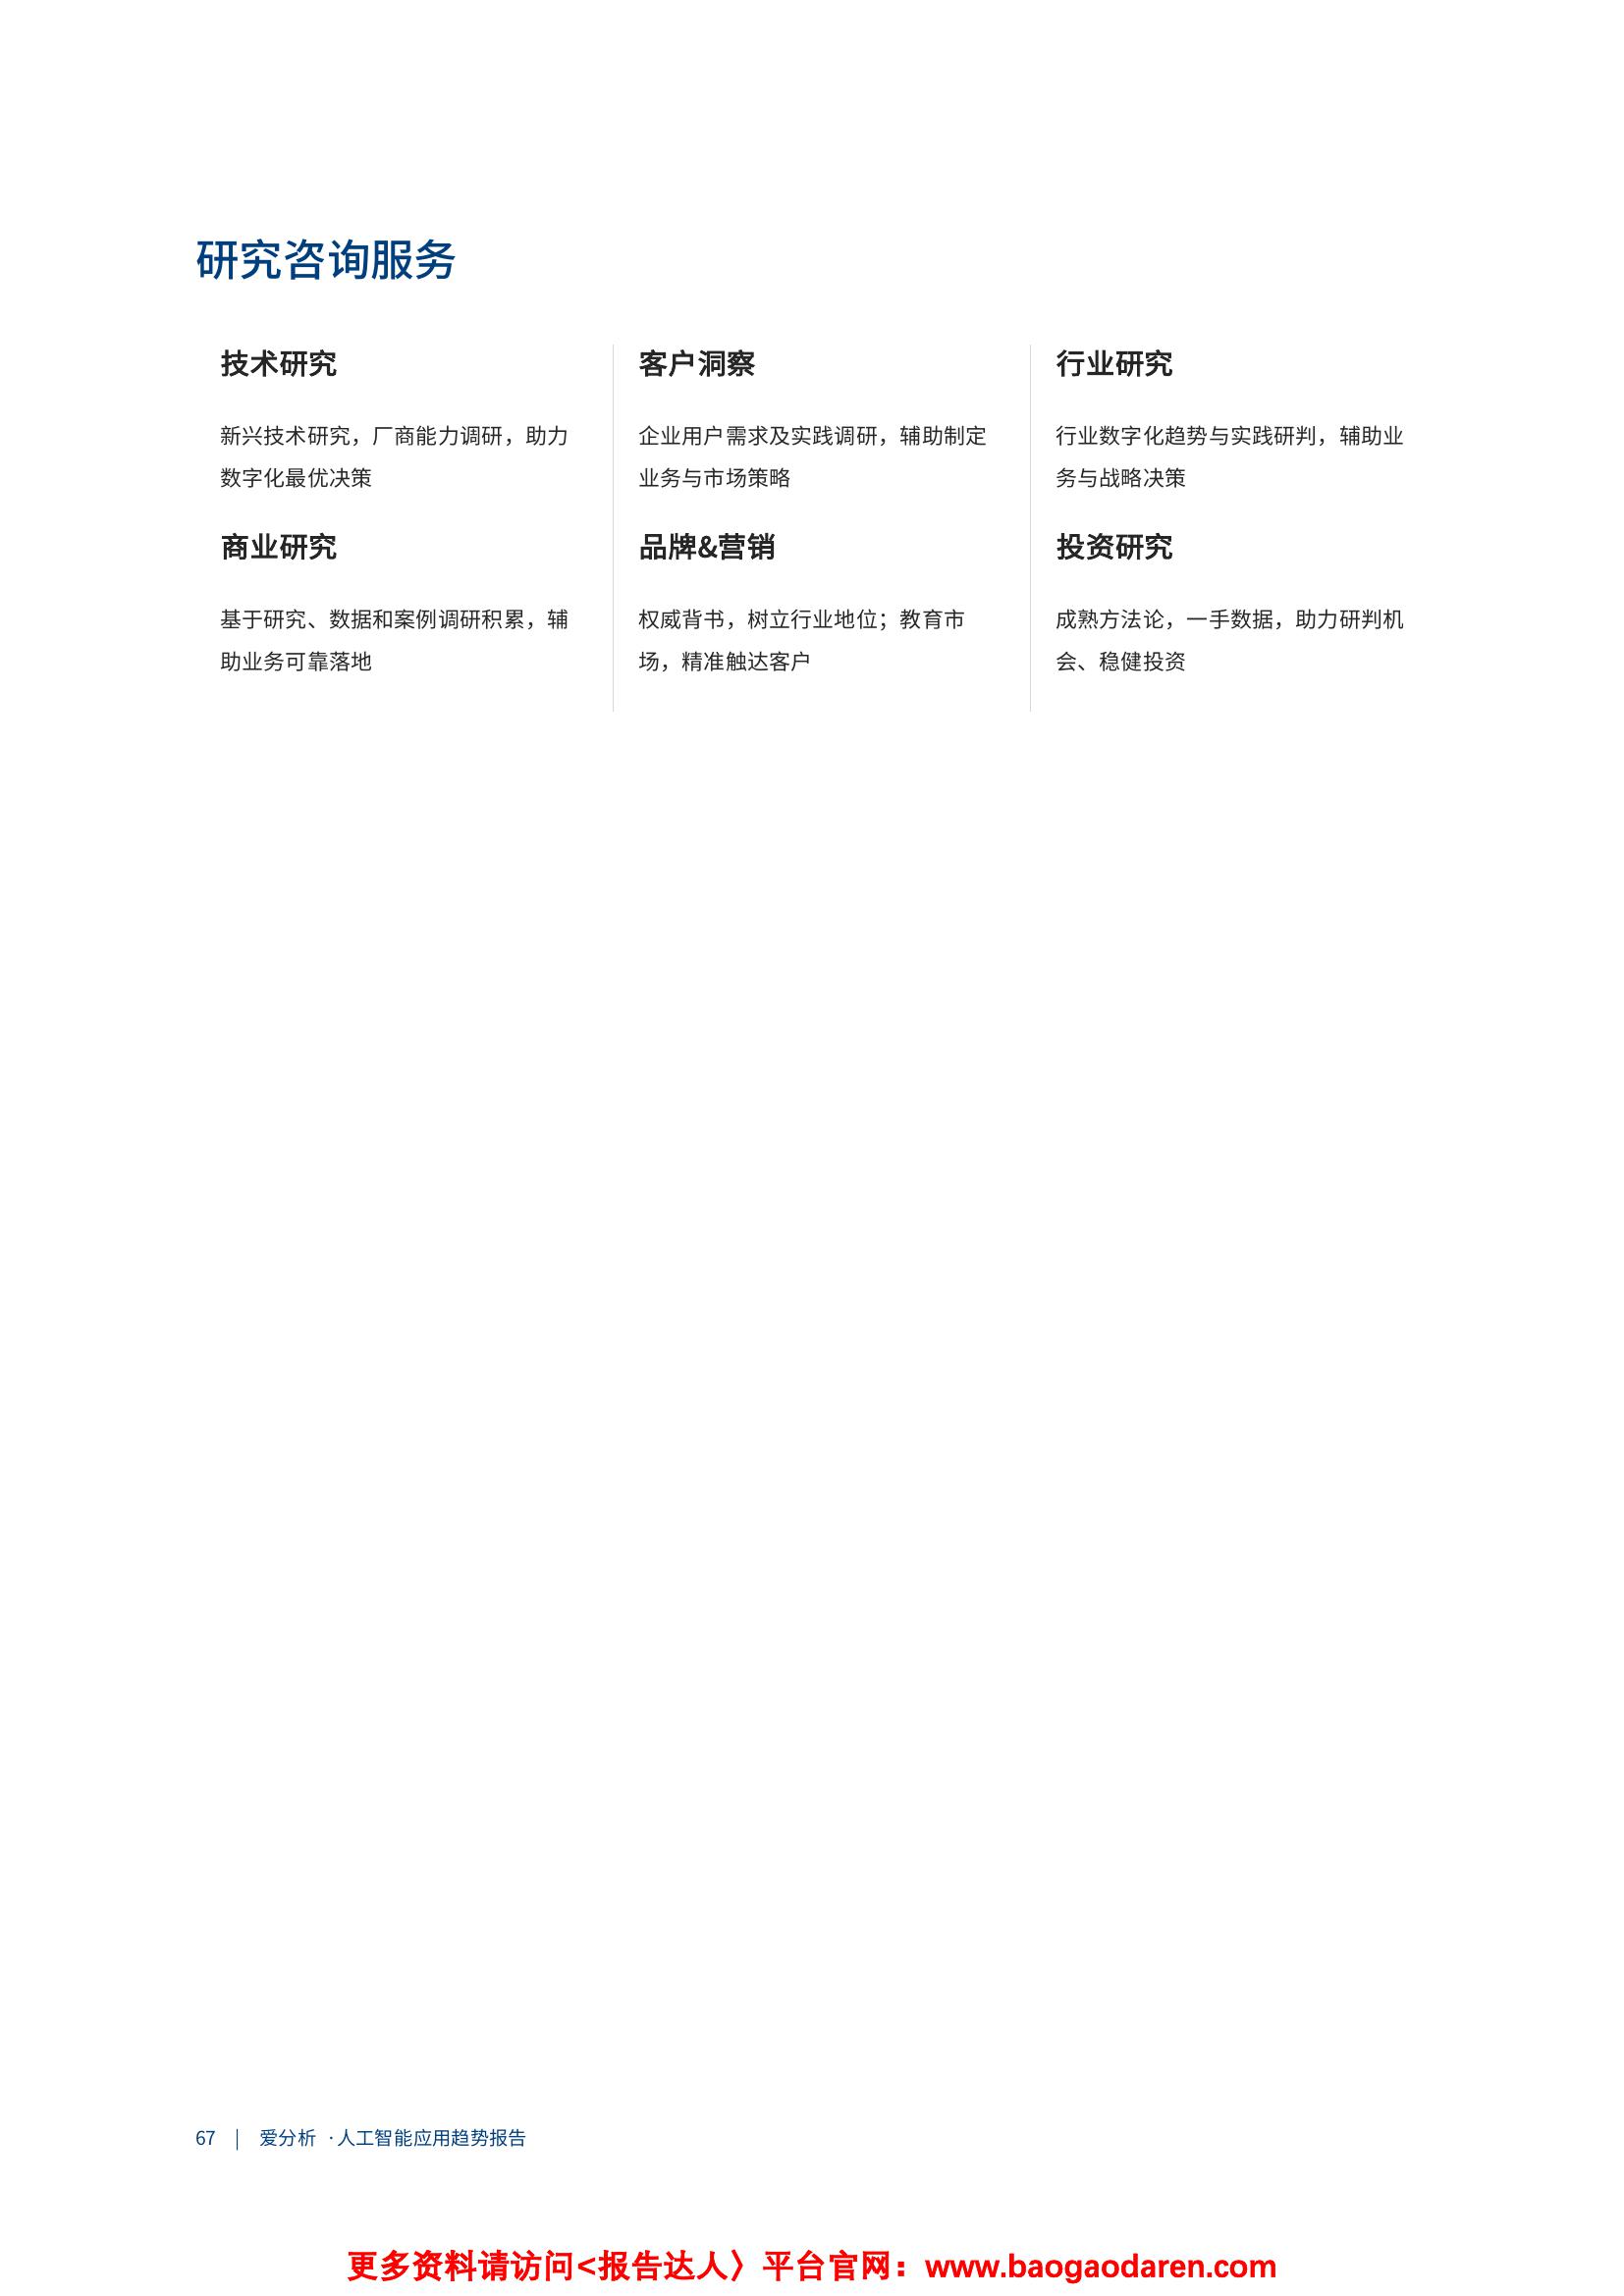 研究咨询服务
技术研究
新兴技术研究，厂商能力调研，助力
数字化最优决策
客户洞察
企业用户需求及实践调研，辅助制定
业务与市场策略
行业研究
行业数字化趋势与实践研判，辅助业
务与战略决策
商业研究
基于研究、数据和案例调研积累，辅
助业务可靠落地
品牌&营销
权威背书，树立行业地位；教育市
场，精准触达客户
投资研究
成熟方法论，一手数据，助力研判机
会、稳健投资
67 | 爱分析 ·人工智能应用趋势报告
更多资料请访问<报告达人〉平台官网：www.baogaodaren.com